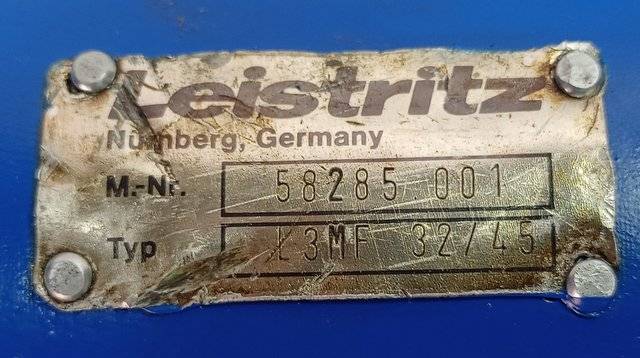 Leistritz
Nürnberg, Germany
M.-Nr. 58285 001
Typ L3MF 32/45